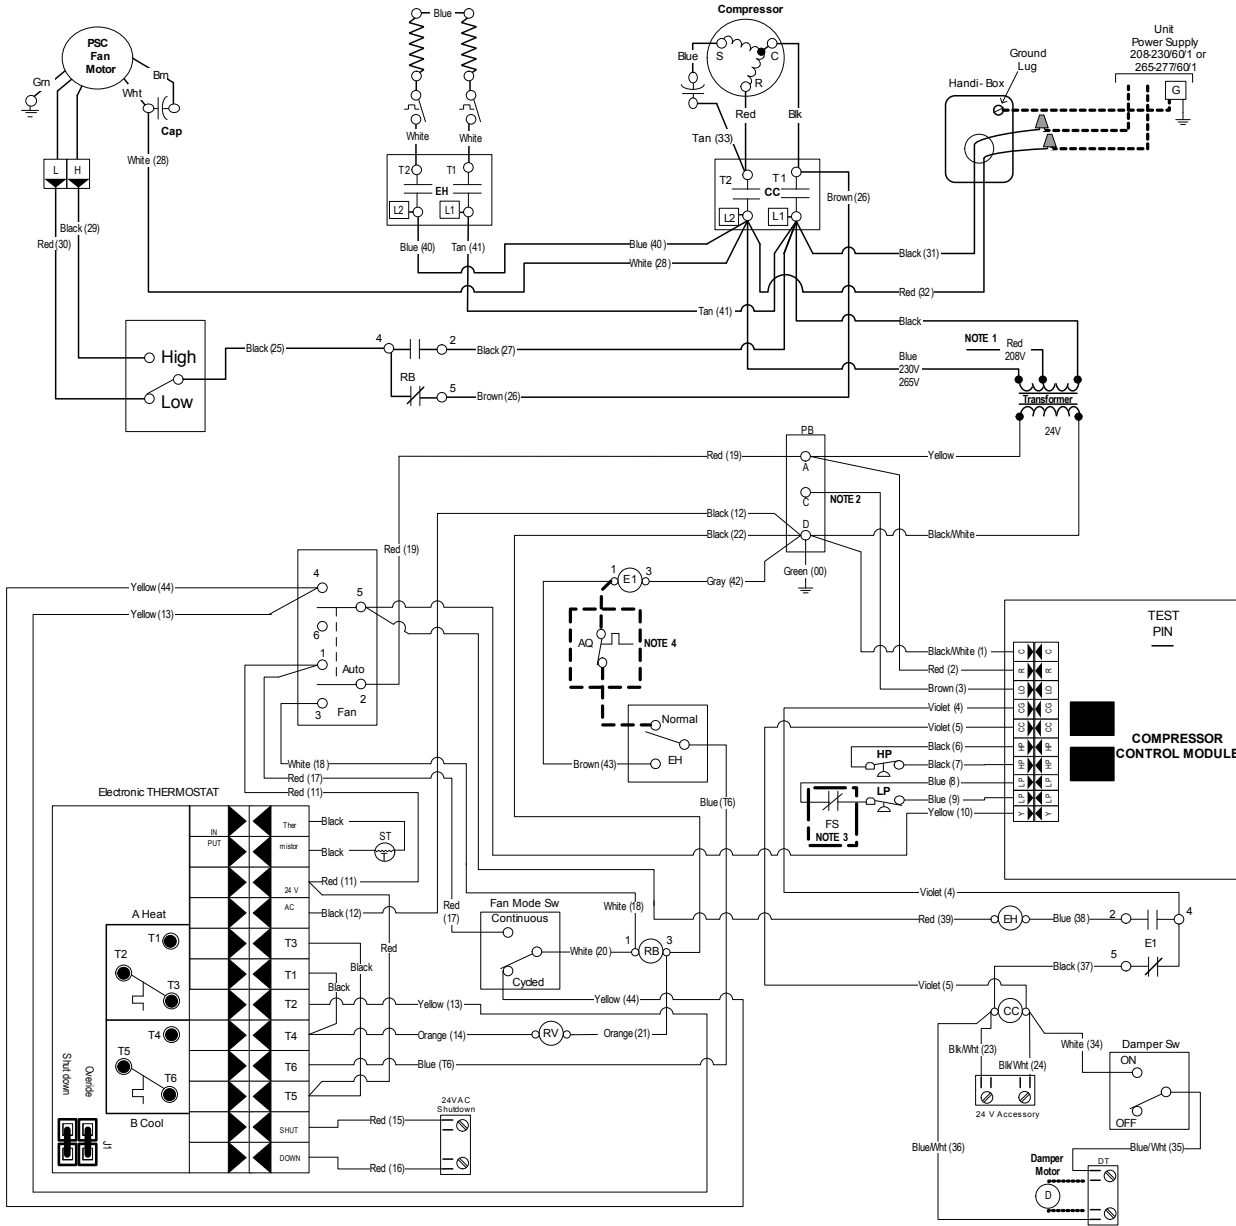 Compressor
Blue
PSC
Fan
Motor
Grn
Brn
Wht
Cap
White (28)
L
H
Black (29)
Red (30)
White
White
T2
T1
EH
L2
L1
Blue (40)
Tan (41)
Blue
S
C
R
Red
Blk
Tan (33)
T2
T1
CC
L2
L1
Brown (26)
Unit
Power Supply
208-230/60/1 or
265-277/60/1
G
Ground
Lug
Handi-Box
Blue (40)
White (28)
Black (31)
Red (32)
Tan (41)
Black
High
Low
Black (25)
4
2
Black (27)
RB
5
Brown (26)
NOTE 1
Red
208V
Blue
230V
265V
Transformer
24V
PB
Red (19)
A
Yellow
C
NOTE 2
Black (12)
D
Black (22)
Black/White
Green (00)
Red (19)
Yellow (44)
Yellow (13)
4
5
6
1
Auto
2
3
Fan
1
E1
3
Gray (42)
AQ
NOTE 4
Normal
EH
Brown (43)
Blue (T6)
TEST
PIN
COMPRESSOR
CONTROL MODULE
Black/White (1)
C
C
Red (2)
R
R
Brown (3)
LO
LO
Violet (4)
CG
CG
Violet (5)
CC
CC
Black (6)
HP
HP
HP
Black (7)
HP
HP
Blue (8)
LP
LP
LP
Blue (9)
LP
LP
Yellow (10)
Y
Y
FS
NOTE 3
White (18)
Red (17)
Red (11)
Electronic THERMOSTAT
IN
PUT
Ther
mistor
Black
Black
ST
24 V
Red (11)
AC
Black (12)
T3
T1
T2
T4
T6
T5
SHUT
DOWN
Black
Black
Red
Yellow (13)
Orange (14)
RV
Orange (21)
Blue (T6)
Red (15)
Red (16)
24VAC
Shutdown
A Heat
T1
T2
T3
T4
T5
T6
B Cool
Shut down
Overide
J1
Red
(17)
Fan Mode Sw
Continuous
Cycled
White (20)
White (18)
1
RB
3
Yellow (44)
Violet (4)
Red (39)
EH
Blue (38)
2
4
E1
5
Black (37)
Violet (5)
CC
Blk/Wht (23)
Blk/Wht (24)
White (34)
24 V Accessory
Damper Sw
ON
OFF
Blue/Wht (36)
Blue/Wht (35)
Damper
Motor
D
DT